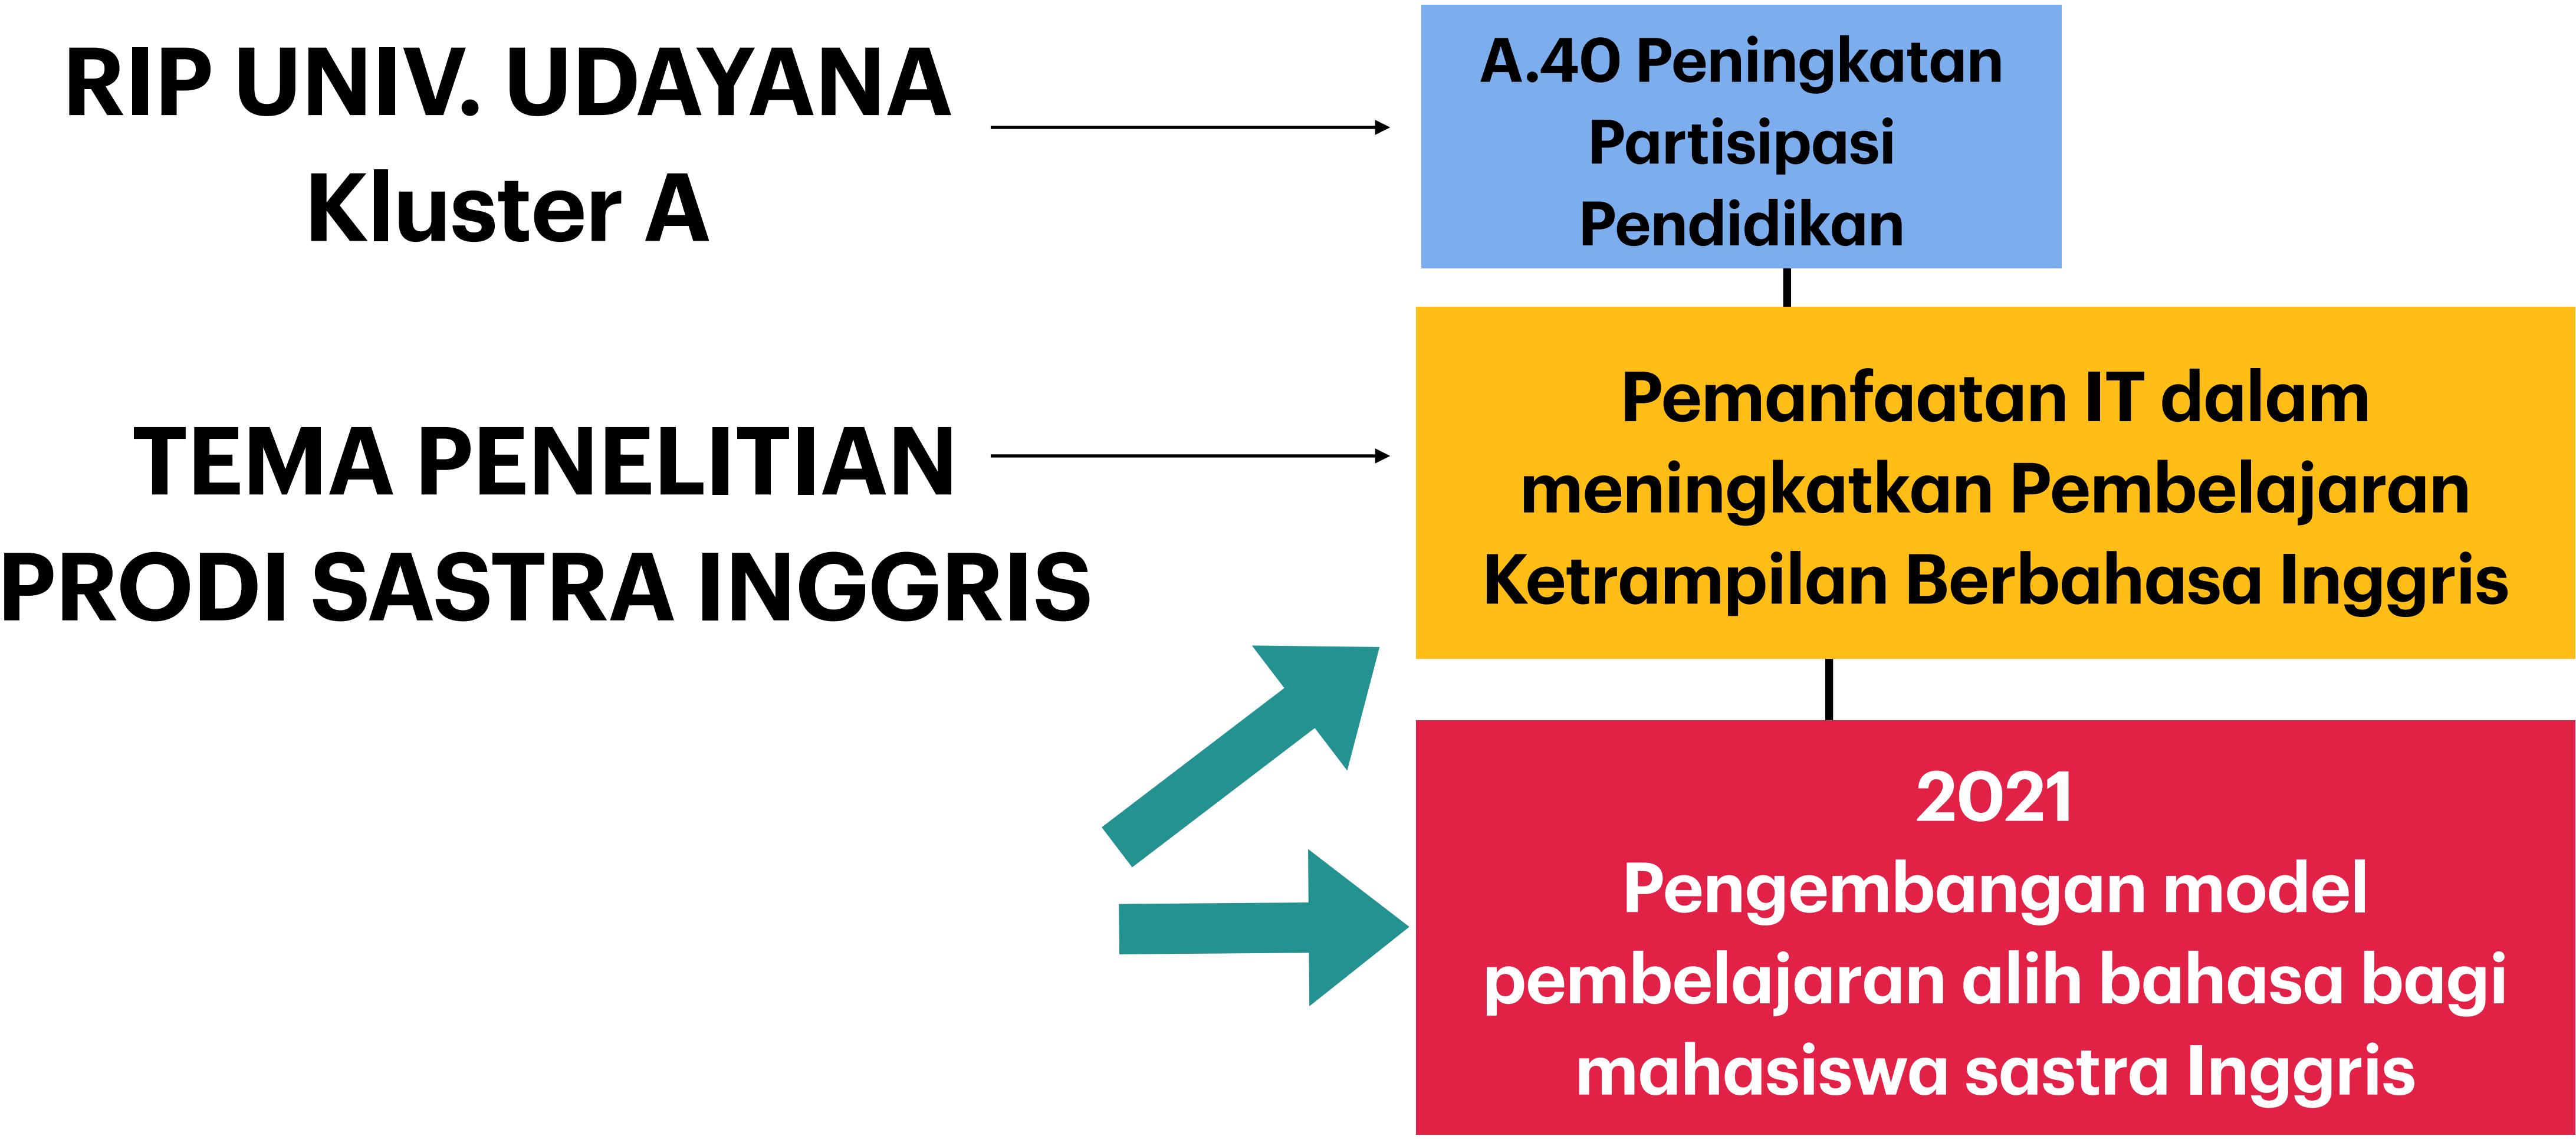 RIP UNIV. UDAYANA
Kluster A
A.40 Peningkatan
Partisipasi
Pendidikan
TEMA PENELITIAN
PRODI SASTRA INGGRIS
Pemanfaatan IT dalam
meningkatkan Pembelajaran
Ketrampilan Berbahasa Inggris
2021
Pengembangan model
pembelajaran alih bahasa bagi
mahasiswa sastra Inggris